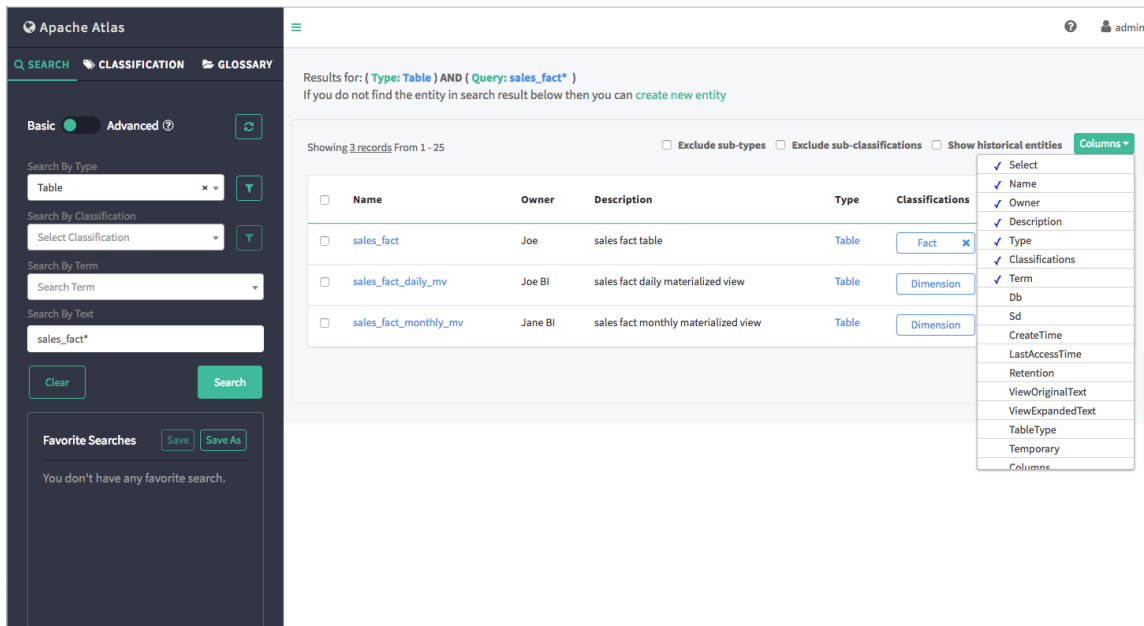 Apache Atlas
admin
SEARCH CLASSIFICATION GLOSSARY
Results for: ( Type: Table ) AND ( Query: sales_fact* )
If you do not find the entity in search result below then you can create new entity
Basic Advanced
Showing 3 records From 1 - 25
Exclude sub-types Exclude sub-classifications Show historical entities Columns
Search By Type
Table
Search By Classification
Select Classification
Search By Term
Search Term
Search By Text
sales_fact*
Clear Search
Favorite Searches Save Save As
You don't have any favorite search.
Name Owner Description Type Classifications
sales_fact Joe sales fact table Table Fact
sales_fact_daily_mv Joe BI sales fact daily materialized view Table Dimension
sales_fact_monthly_mv Jane BI sales fact monthly materialized view Table Dimension
Select
Name
Owner
Description
Type
Classifications
Term
Db
Sd
CreateTime
LastAccessTime
Retention
ViewOriginalText
ViewExpandedText
TableType
Temporary
Columns